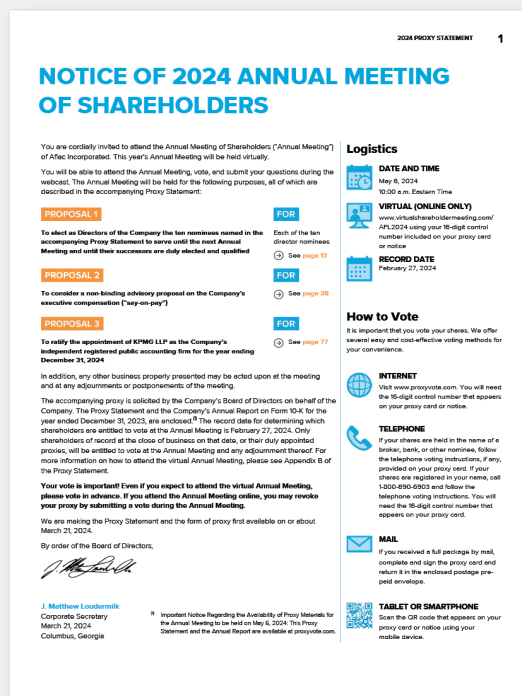 2024 PROXY STATEMENT 1
NOTICE OF 2024 ANNUAL MEETING
OF SHAREHOLDERS
You are cordially invited to attend the Annual Meeting of Shareholders ("Annual Meeting")
of Aflac Incorporated. This year's Annual Meeting will be held virtually.
You will be able to attend the Annual Meeting, vote, and submit your questions during the
webcast. The Annual Meeting will be held for the following purposes, all of which are
described in the accompanying Proxy Statement:
PROPOSAL 1
FOR
To elect as Directors of the Company the ten nominees named in the
accompanying Proxy Statement to serve until the next Annual
Meeting and until their successors are duly elected and qualified
Each of the ten
director nominees
See page 13
PROPOSAL 2
FOR
To consider a non-binding advisory proposal on the Company's
executive compensation ("say-on-pay")
See page 38
PROPOSAL 3
FOR
To ratify the appointment of KPMG LLP as the Company's
independent registered public accounting firm for the year ending
December 31, 2024
See page 77
In addition, any other business properly presented may be acted upon at the meeting
and at any adjournments or postponements of the meeting.
The accompanying proxy is solicited by the Company's Board of Directors on behalf of the
Company. The Proxy Statement and the Company's Annual Report on Form 10-K for the
year ended December 31, 2023, are enclosed. The record date for determining which
shareholders are entitled to vote at the Annual Meeting is February 27, 2024. Only
shareholders of record at the close of business on that date, or their duly appointed
proxies, will be entitled to vote at the Annual Meeting and any adjournment thereof. For
more information on how to attend the virtual Annual Meeting, please see Appendix B of
the Proxy Statement.
Your vote is important! Even if you expect to attend the virtual Annual Meeting,
please vote in advance. If you attend the Annual Meeting online, you may revoke
your proxy by submitting a vote during the Annual Meeting.
We are making the Proxy Statement and the form of proxy first available on or about
March 21, 2024.
By order of the Board of Directors,
J. Matthew Loudermilk
Corporate Secretary
March 21, 2024
Columbus, Georgia
Important Notice Regarding the Availability of Proxy Materials for
the Annual Meeting to be held on May 6, 2024: This Proxy
Statement and the Annual Report are available at proxyvote.com.
Logistics
DATE AND TIME
May 6, 2024
10:00 a.m. Eastern Time
VIRTUAL (ONLINE ONLY)
www.virtualshareholdermeeting.com/
AFL2024 using your 16-digit control
number included on your proxy card
or notice
RECORD DATE
February 27, 2024
How to Vote
It is important that you vote your shares. We offer
several easy and cost-effective voting methods for
your convenience.
INTERNET
Visit www.proxyvote.com. You will need
the 16-digit control number that appears
on your proxy card or notice.
TELEPHONE
If your shares are held in the name of a
broker, bank, or other nominee, follow
the telephone voting instructions, if any,
provided on your proxy card. If your
shares are registered in your name, call
1-800-690-6903 and follow the
telephone voting instructions. You will
need the 16-digit control number that
appears on your proxy card.
MAIL
If you received a full package by mail,
complete and sign the proxy card and
return it in the enclosed postage pre-
paid envelope.
TABLET OR SMARTPHONE
Scan the QR code that appears on your
proxy card or notice using your
mobile device.